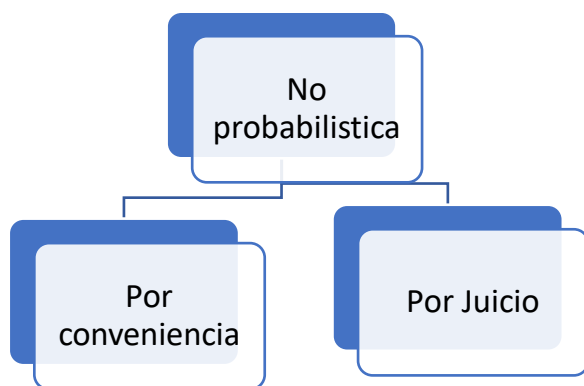 No
probabilistica
Por
conveniencia
Por Juicio